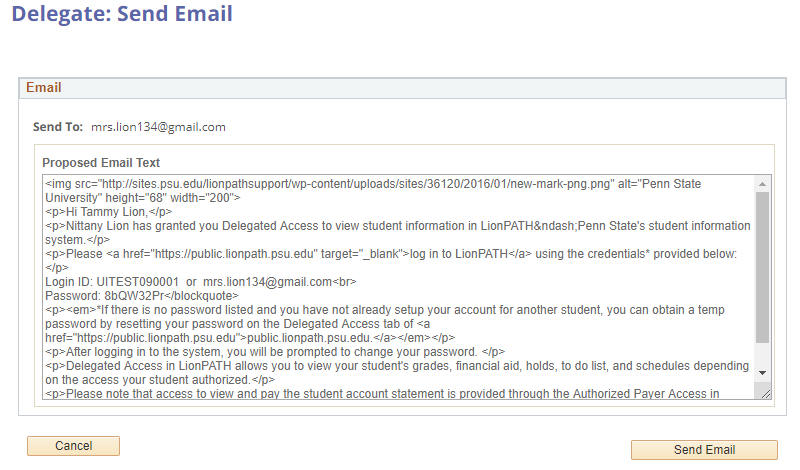 Delegate: Send Email
Email
Send To: mrs.lion134@gmail.com
Proposed Email Text
<img src="http://sites.psu.edu/lionpathsupport/wp-content/uploads/sites/36120/2016/01/new-mark-png.png" alt="Penn State
University" height="68" width="200">
<p>Hi Tammy Lion,</p>
<p>Nittany Lion has granted you Delegated Access to view student information in LionPATH&ndash;Penn State's student information
system.</p>
<p>Please <a href="https://public.lionpath.psu.edu" target="_blank">log in to LionPATH</a> using the credentials* provided below:
</p>
Login ID: UITEST090001 or mrs.lion134@gmail.com<br>
Password: 8bQW32Pr</blockquote>
<p><em>*If there is no password listed and you have not already setup your account for another student, you can obtain a temp
password by resetting your password on the Delegated Access tab of <a
href="https://public.lionpath.psu.edu">public.lionpath.psu.edu.</a></em></p>
<p>After logging in to the system, you will be prompted to change your password. </p>
<p>Delegated Access in LionPATH allows you to view your student's grades, financial aid, holds, to do list, and schedules depending
on the access your student authorized.</p>
<p>Please note that access to view and pay the student account statement is provided through the Authorized Payer Access in
Cancel
Send Email